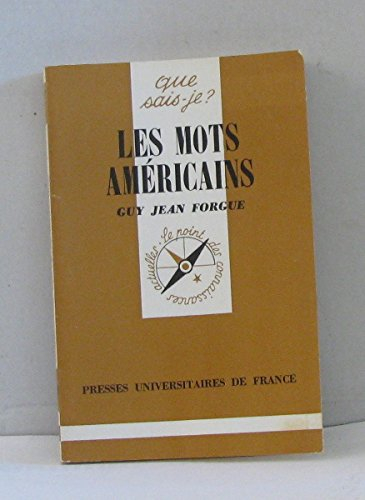 que
sais-je?
LES MOTS
AMÉRICAINS
GUY JEAN FORGUE
le point des connaissances actuelles
PRESSES UNIVERSITAIRES DE FRANCE